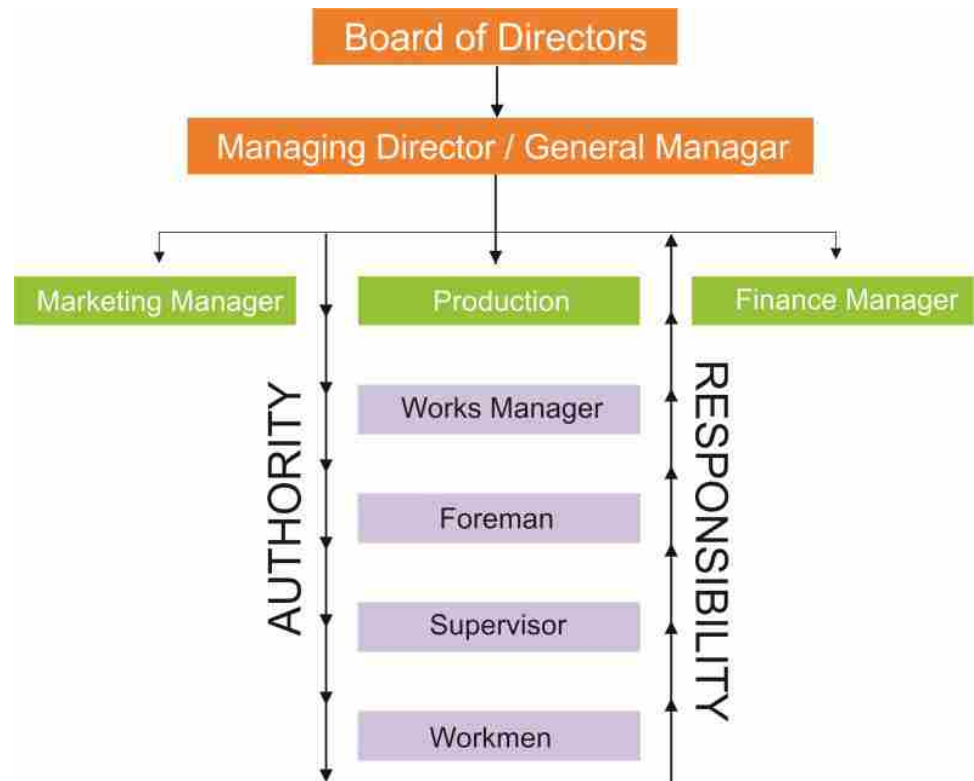 Board of Directors
Managing Director / General Managar
Marketing Manager
Production
Finance Manager
AUTHORITY
RESPONSIBILITY
Works Manager
Foreman
Supervisor
Workmen